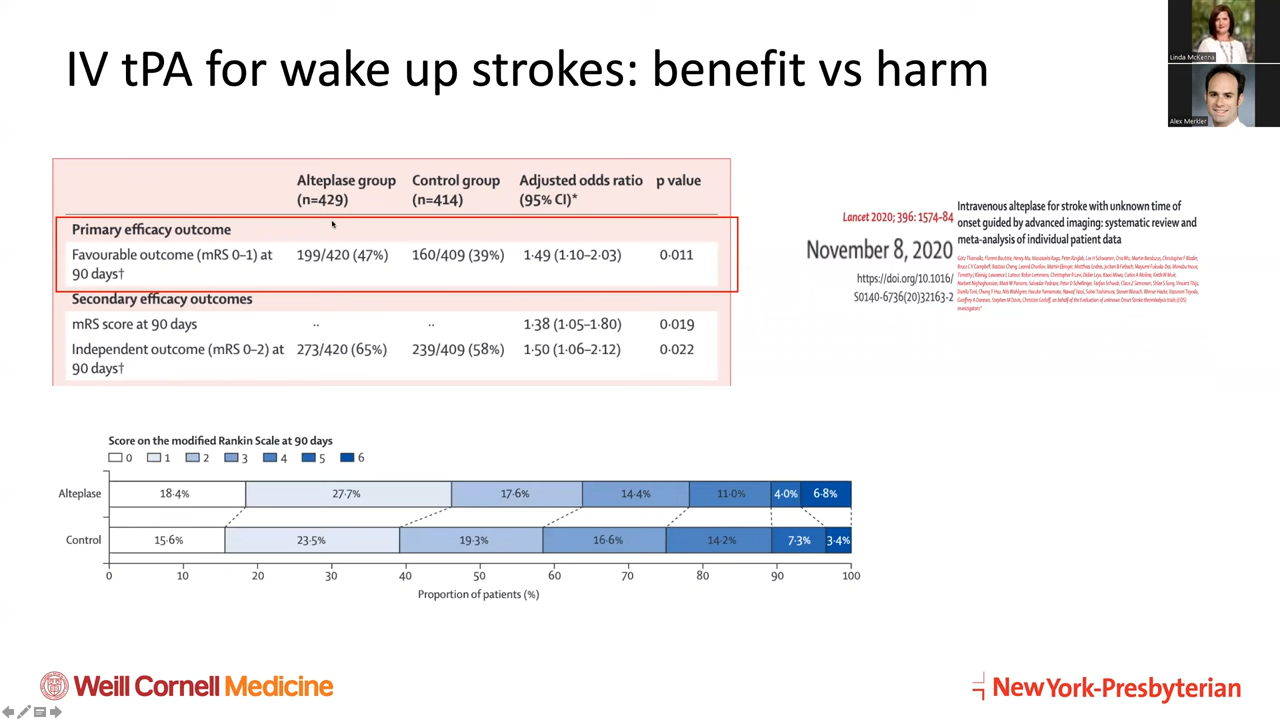 IV tPA for wake up strokes: benefit vs harm
Linda McKenna
Alex Merkler
Alteplase group Control group Adjusted odds ratio p value
(n=429) (n=414) (95% CI)*
Primary efficacy outcome
Favourable outcome (mRS 0–1) at 199/420 (47%) 160/409 (39%) 1·49 (1·10–2·03) 0·011
90 days†
Secondary efficacy outcomes
mRS score at 90 days ·· ·· 1·38 (1·05–1·80) 0·019
Independent outcome (mRS 0–2) at 273/420 (65%) 239/409 (58%) 1·50 (1·06–2·12) 0·022
90 days†
Lancet 2020; 396: 1574–84
November 8, 2020
https://doi.org/10.1016/
S0140-6736(20)32163-2
Intravenous alteplase for stroke with unknown time of
onset guided by advanced imaging: systematic review and
meta-analysis of individual patient data
Score on the modified Rankin Scale at 90 days
0 1 2 3 4 5 6
Alteplase 18·4% 27·7% 17·6% 14·4% 11·0% 4·0% 6·8%
Control 15·6% 23·5% 19·3% 16·6% 14·2% 7·3% 3·4%
0 10 20 30 40 50 60 70 80 90 100
Proportion of patients (%)
Weill Cornell Medicine
NewYork-Presbyterian